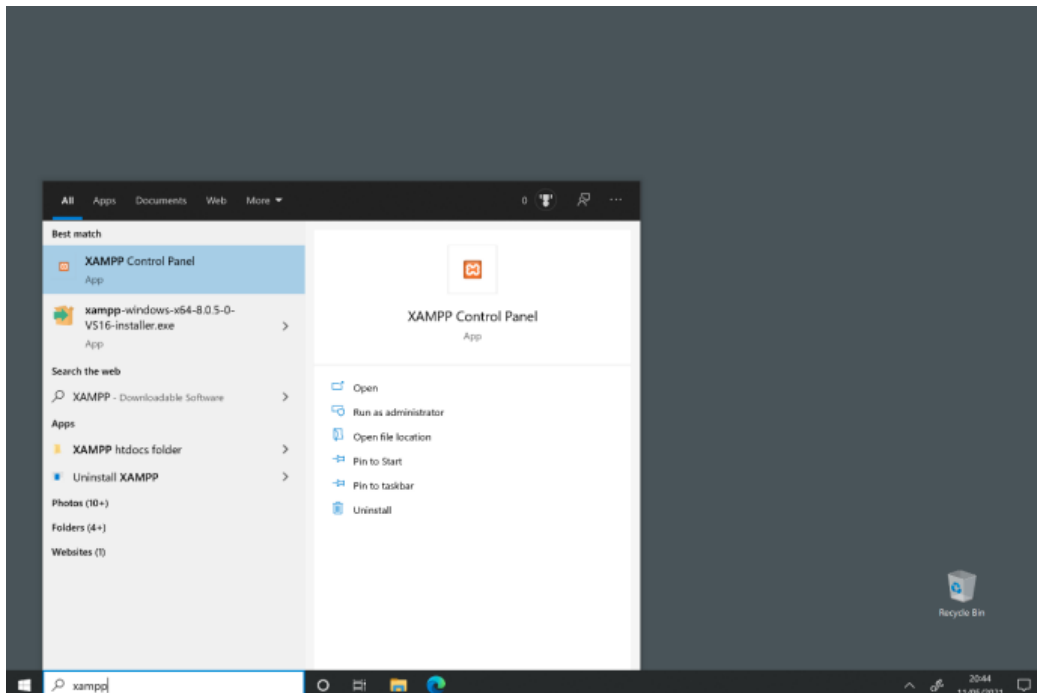 All Apps Documents Web More 0
Best match
XAMPP Control Panel
App
xampp-windows-x64-8.0.5-0-
VS16-installer.exe
App
Search the web
XAMPP - Downloadable Software
Apps
XAMPP htdocs folder
Uninstall XAMPP
Photos (10+)
Folders (4+)
Websites (1)
XAMPP Control Panel
App
Open
Run as administrator
Open file location
Pin to Start
Pin to taskbar
Uninstall
Recycle Bin
xampp
20:44
11/05/2021